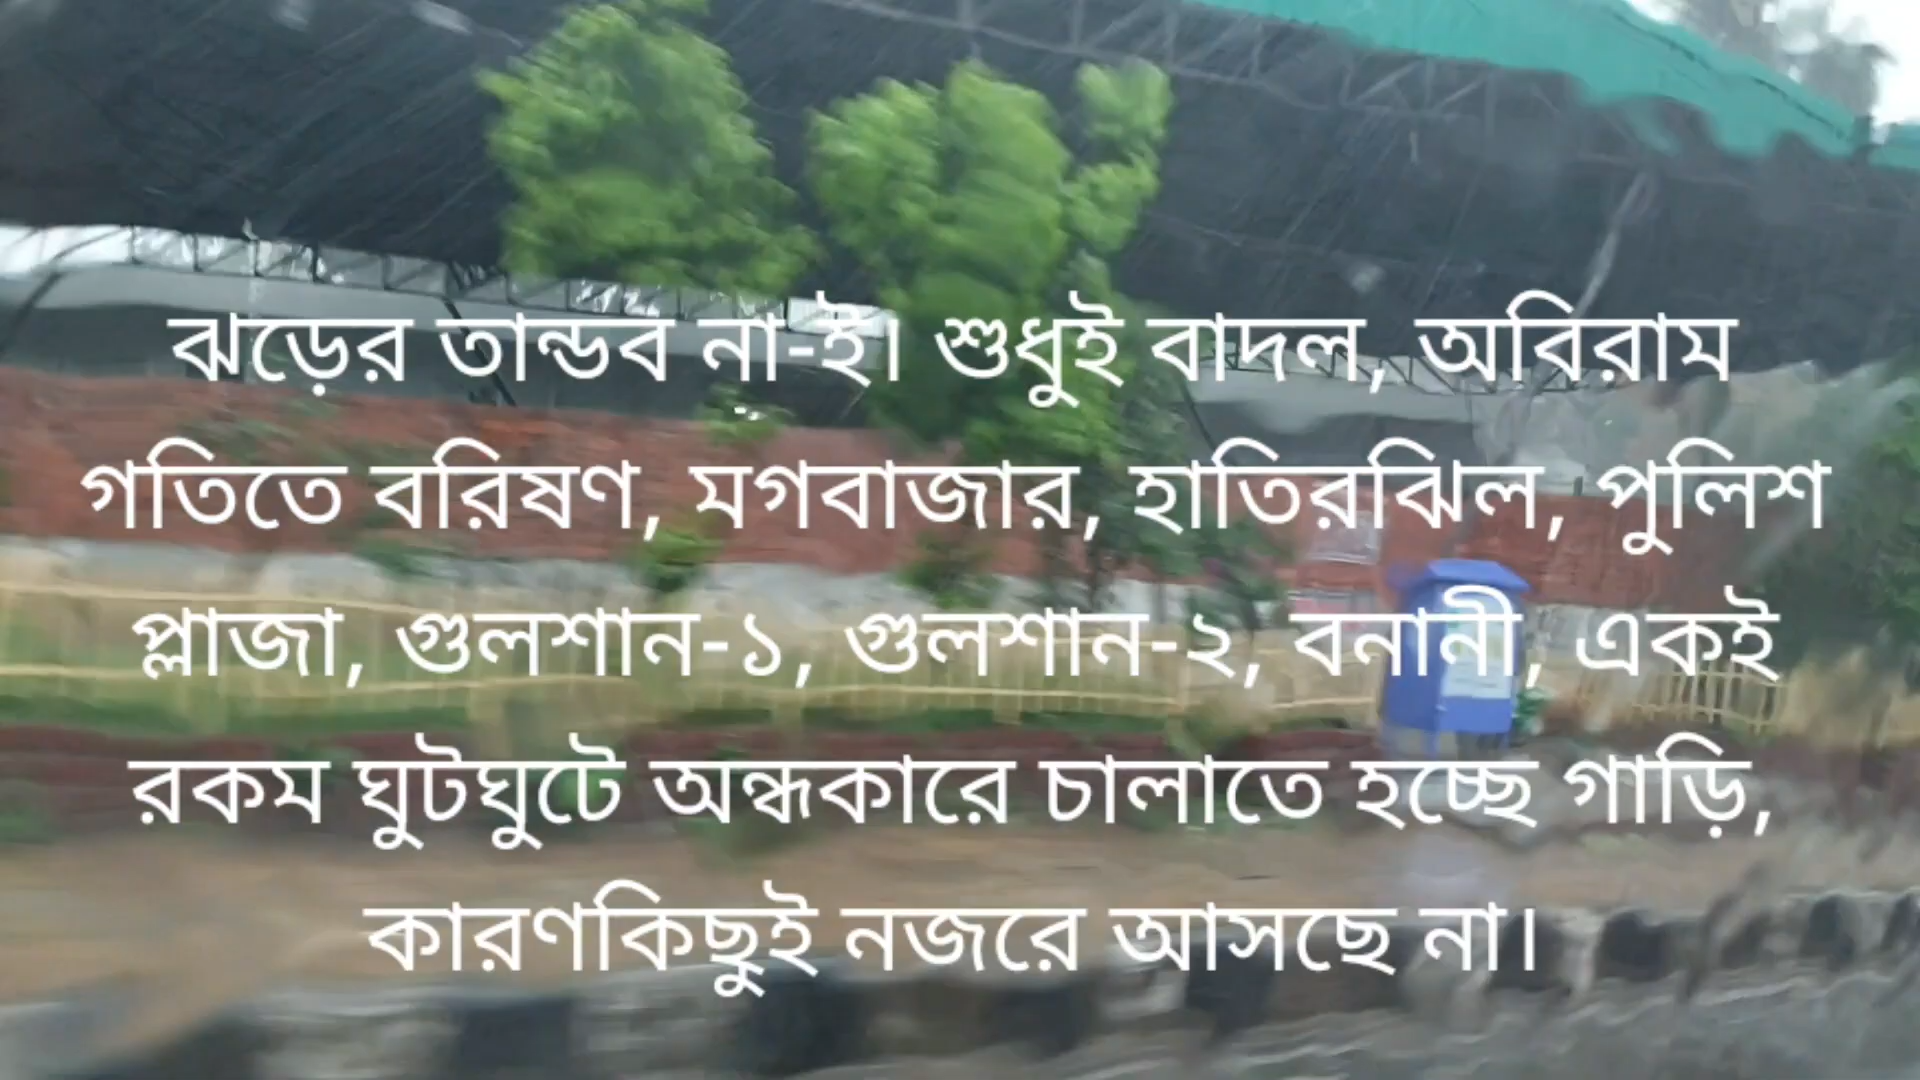 ঝড়ের তান্ডব না-ই। শুধুই বাদল, অবিরাম
গতিতে বরিষণ, মগবাজার, হাতিরঝিল, পুলিশ
প্লাজা, গুলশান-১, গুলশান-২, বনানী, একই
রকম ঘুটঘুটে অন্ধকারে চালাতে হচ্ছে গাড়ি,
কারণকিছুই নজরে আসছে না।